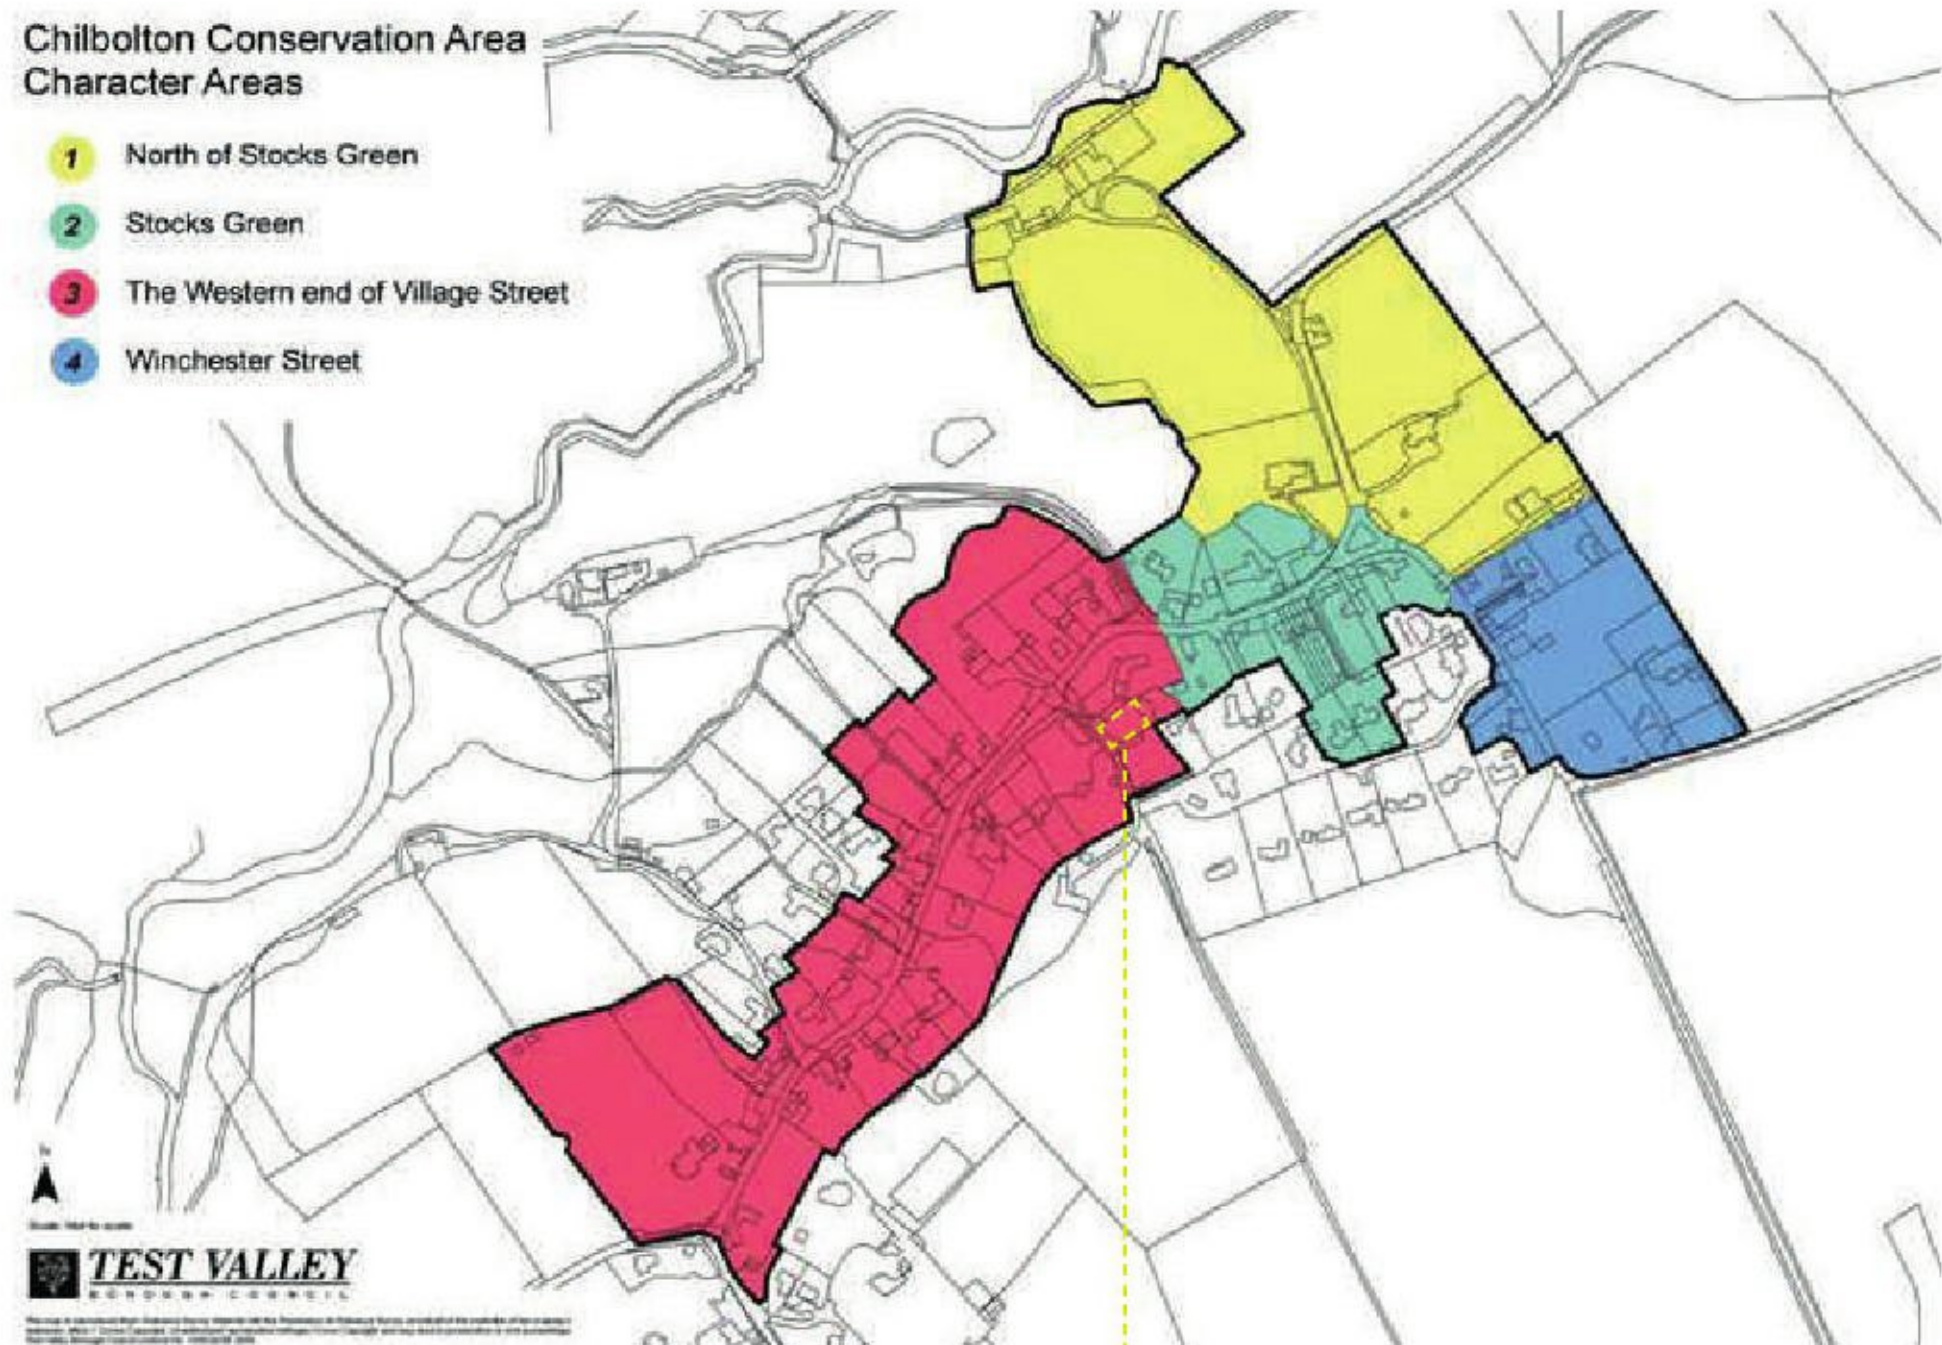 Chilbolton Conservation Area
Character Areas
1 North of Stocks Green
2 Stocks Green
3 The Western end of Village Street
4 Winchester Street
TEST VALLEY
BOROUGH COUNCIL